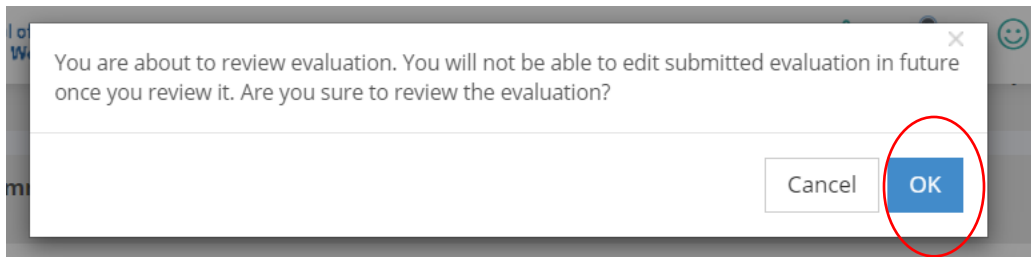 You are about to review evaluation. You will not be able to edit submitted evaluation in future
once you review it. Are you sure to review the evaluation?
Cancel
OK